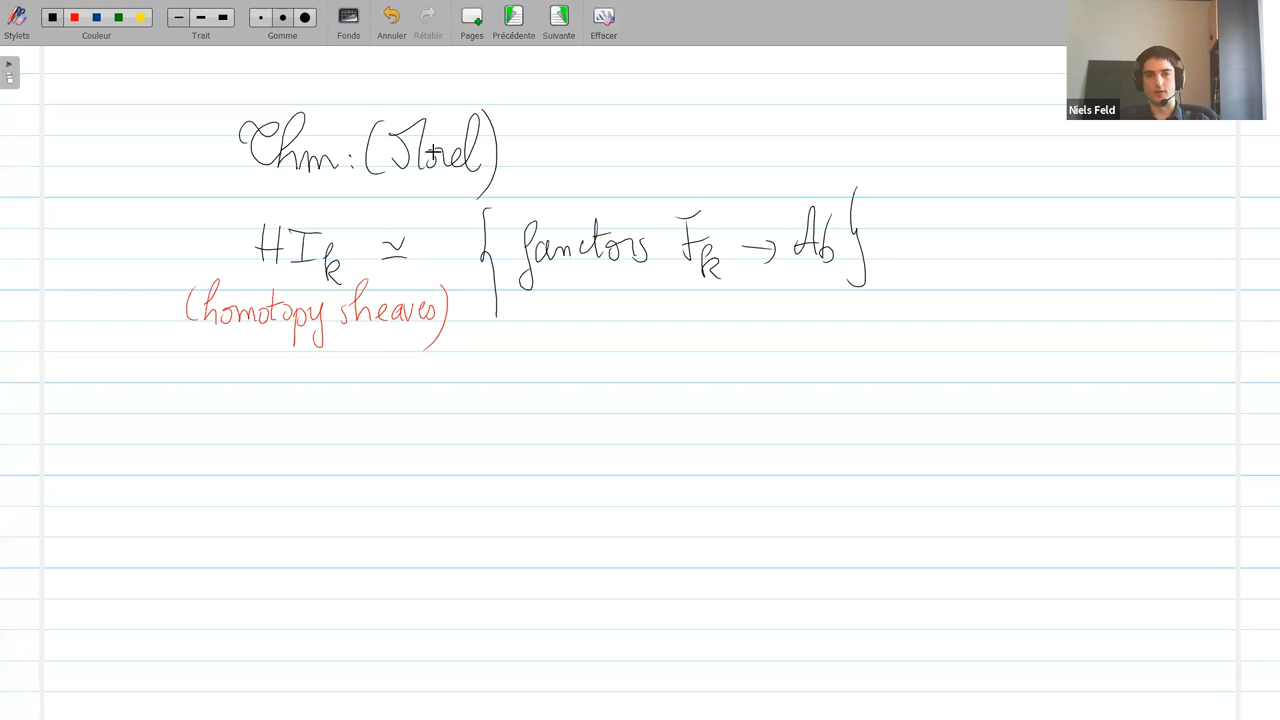 Stylets
Couleur
Trait
Gomme
Fonds
Annuler
Rétablir
Pages
Précédente
Suivante
Effacer
Niels Feld
Thm: (Morel)
HI_k ≃ { functors F_k → Ab }
(homotopy sheaves)